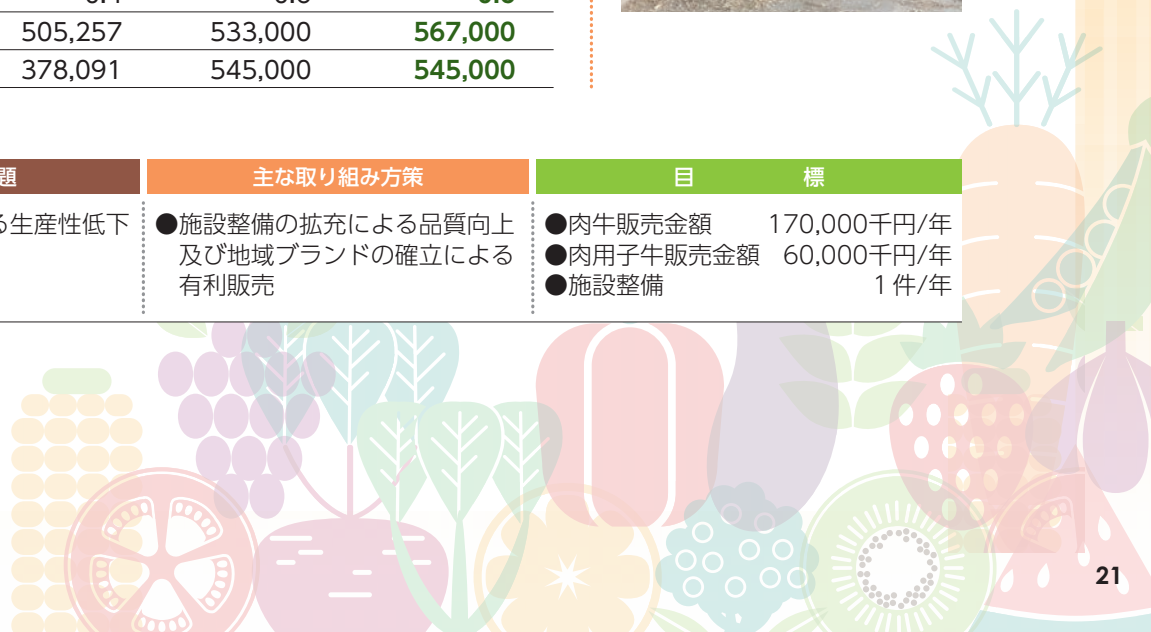 505,257 533,000 567,000
378,091 545,000 545,000
題 主な取り組み方策 目 標
る生産性低下
●施設整備の拡充による品質向上
及び地域ブランドの確立による
有利販売
●肉牛販売金額 170,000千円/年
●肉用子牛販売金額 60,000千円/年
●施設整備 1件/年
21